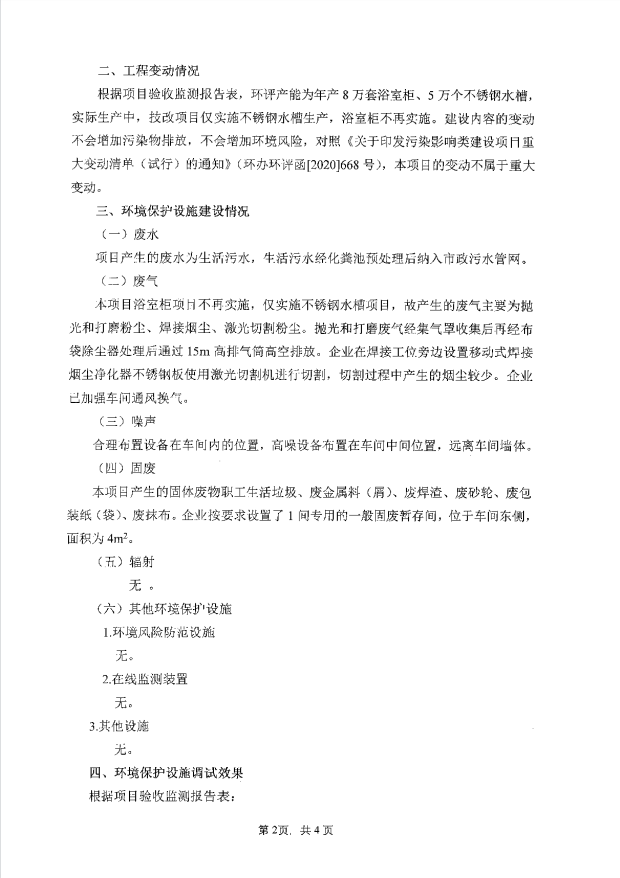 二、工程变动情况
根据项目验收监测报告表，环评产能为年产 8 万套浴室柜、5 万个不锈钢水槽，
实际生产中，技改项目仅实施不锈钢水槽生产，浴室柜不再实施。建设内容的变动
不会增加污染物排放，不会增加环境风险，对照《关于印发污染影响类建设项目重
大变动清单（试行）的通知》（环办环评函[2020]668 号），本项目的变动不属于重大
变动。
三、环境保护设施建设情况
（一）废水
项目产生的废水为生活污水，生活污水经化粪池预处理后纳入市政污水管网。
（二）废气
本项目浴室柜项目不再实施，仅实施不锈钢水槽项目，故产生的废气主要为抛
光和打磨粉尘、焊接烟尘、激光切割粉尘。抛光和打磨废气经集气罩收集后再经布
袋除尘器处理后通过 15m 高排气筒高空排放。企业在焊接工位旁边设置移动式焊接
烟尘净化器不锈钢板使用激光切割机进行切割，切割过程中产生的烟尘较少。企业
已加强车间通风换气。
（三）噪声
合理布置设备在车间内的位置，高噪设备布置在车间中间位置，远离车间墙体。
（四）固废
本项目产生的固体废物职工生活垃圾、废金属料（屑）、废焊渣、废砂轮、废包
装纸（袋）、废抹布。企业按要求设置了 1 间专用的一般固废暂存间，位于车间东侧，
面积为 4m²。
（五）辐射
无 。
（六）其他环境保护设施
1.环境风险防范设施
无。
2.在线监测装置
无。
3.其他设施
无。
四、环境保护设施调试效果
根据项目验收监测报告表：
第 2页，共 4 页